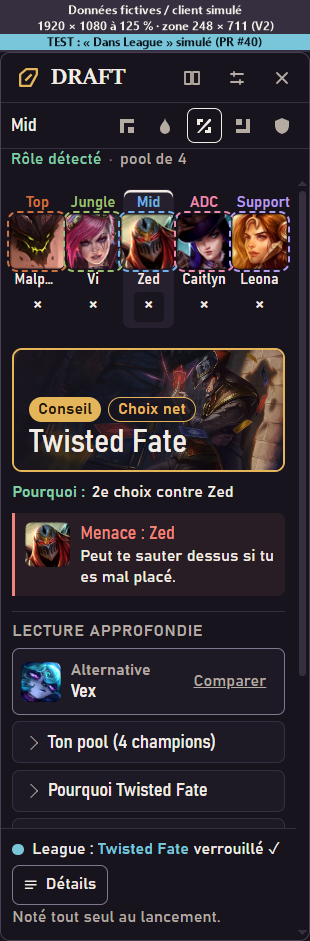 Données fictives / client simulé
1920 × 1080 à 125 % · zone 248 × 711 (V2)
TEST : « Dans League » simulé (PR #40)
DRAFT
Mid
Rôle détecté · pool de 4
Top Jungle Mid ADC Support
Malp... Vi Zed Caitlyn Leona
× × × × ×
Conseil Choix net
Twisted Fate
Pourquoi : 2e choix contre Zed
Menace : Zed
Peut te sauter dessus si tu
es mal placé.
LECTURE APPROFONDIE
Alternative
Vex
Comparer
Ton pool (4 champions)
Pourquoi Twisted Fate
League : Twisted Fate verrouillé ✓
Détails
Noté tout seul au lancement.